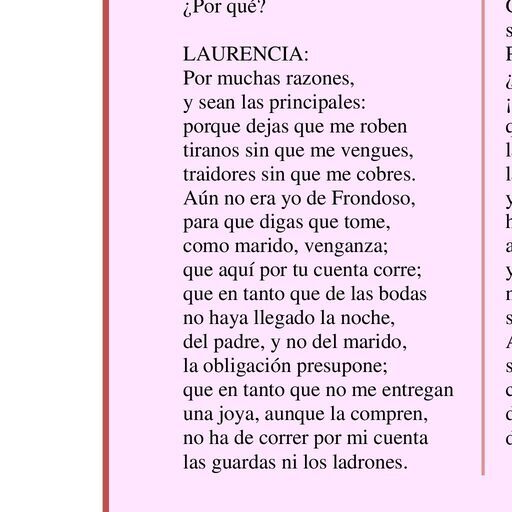 ¿Por qué?
LAURENCIA:
Por muchas razones,
y sean las principales:
porque dejas que me roben
tiranos sin que me vengues,
traidores sin que me cobres.
Aún no era yo de Frondoso,
para que digas que tome,
como marido, venganza;
que aquí por tu cuenta corre;
que en tanto que de las bodas
no haya llegado la noche,
del padre, y no del marido,
la obligación presupone;
que en tanto que no me entregan
una joya, aunque la compren,
no ha de correr por mi cuenta
las guardas ni los ladrones.